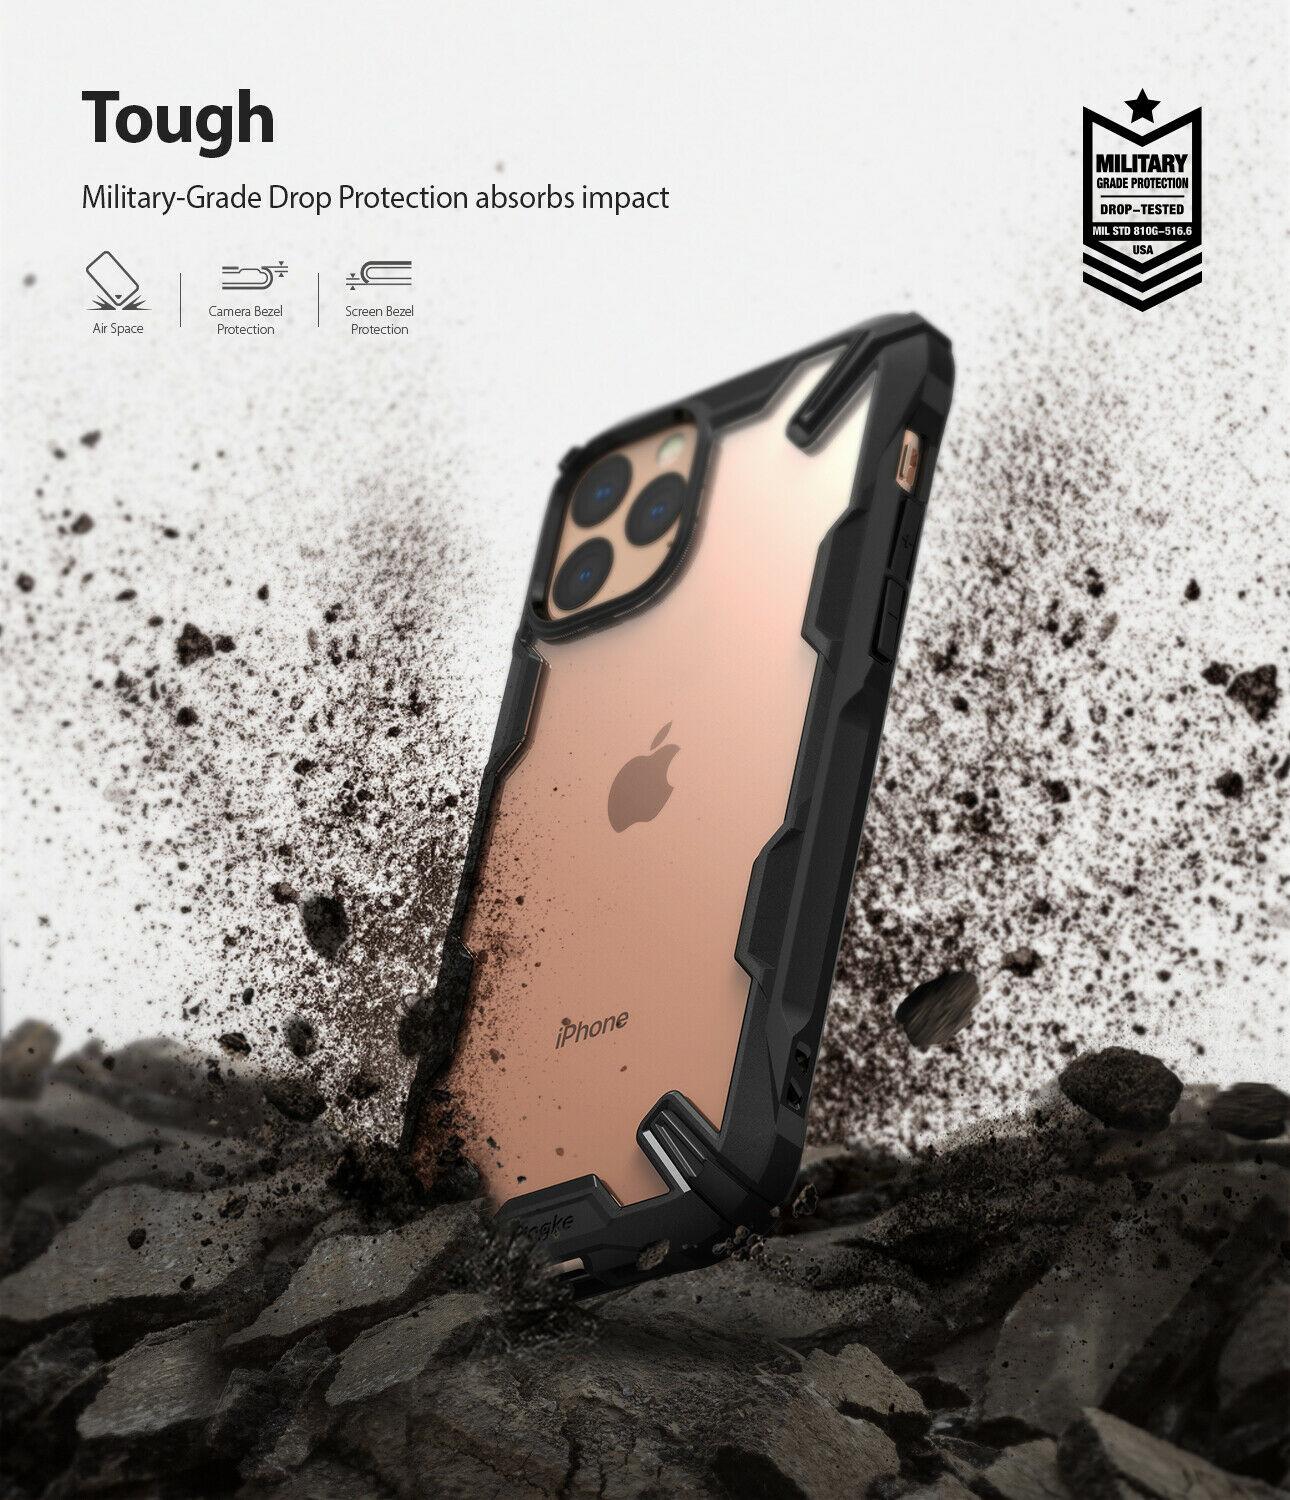 Tough
Military-Grade Drop Protection absorbs impact
Air Space
Camera Bezel
Protection
Screen Bezel
Protection
MILITARY
GRADE PROTECTION
DROP-TESTED
MIL STD 810G-516.6
USA
iPhone